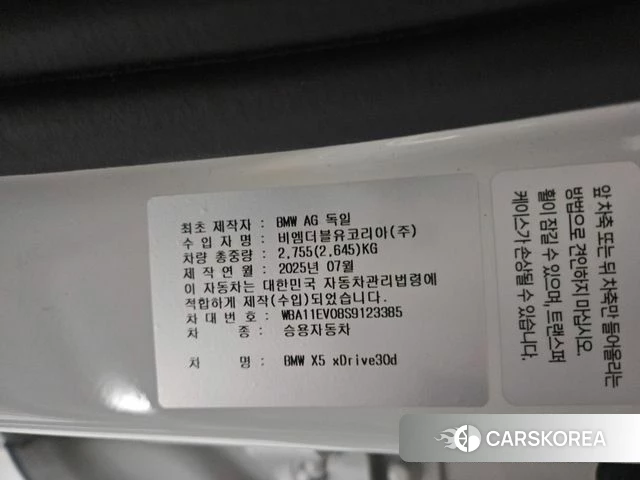 최초 제작자 : BMW AG 독일
수 입 자 명 : 비엠더블유코리아(주)
차량 총중량 : 2,755(2,645)KG
제 작 연 월 : 2025년 07월
이 자동차는 대한민국 자동차관리법령에
적합하게 제작(수입)되었습니다.
차 대 번 호 : WBA11EV08S9123385
차 종 : 승용자동차
차 명 : BMW X5 xDrive30d
앞 차축 또는 뒤 차축만 들어올리는
방법으로 견인하지 마십시오.
휠이 잠길 수 있으며, 트랜스퍼
케이스가 손상될 수 있습니다.
CARSKOREA